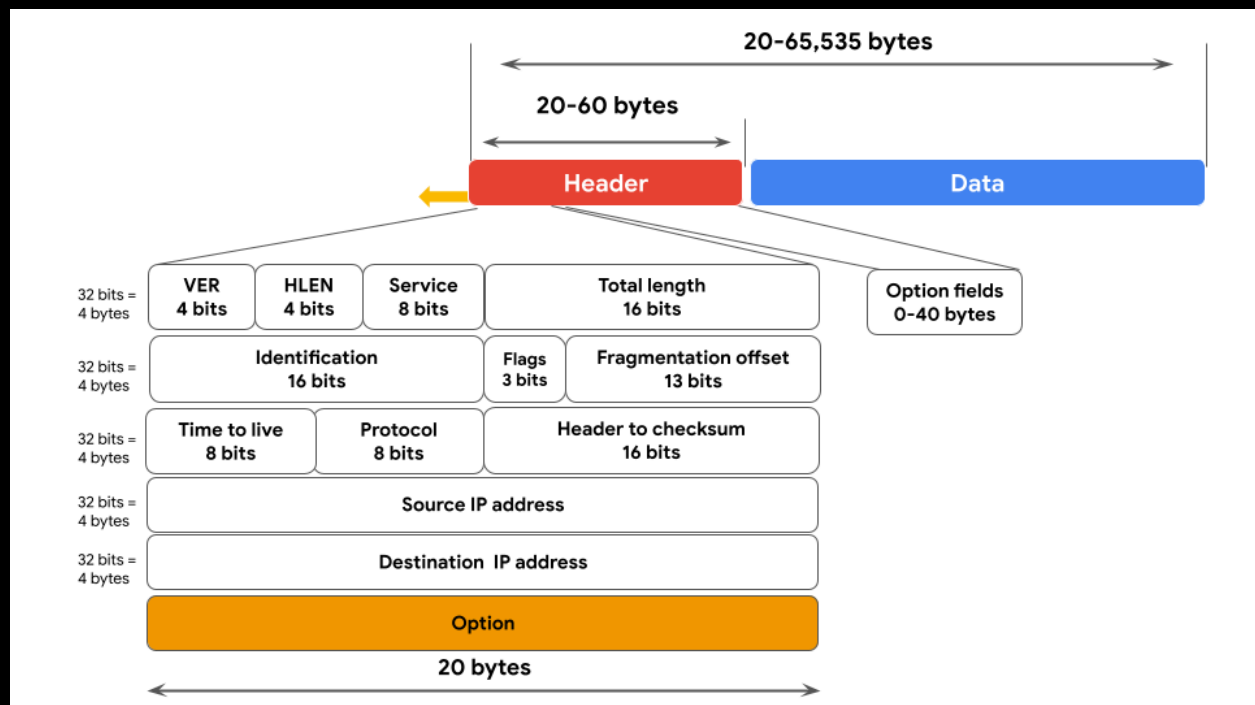 20-65,535 bytes
20-60 bytes
Header
Data
32 bits =
4 bytes
VER
4 bits
HLEN
4 bits
Service
8 bits
Total length
16 bits
Option fields
0-40 bytes
32 bits =
4 bytes
Identification
16 bits
Flags
3 bits
Fragmentation offset
13 bits
32 bits =
4 bytes
Time to live
8 bits
Protocol
8 bits
Header to checksum
16 bits
32 bits =
4 bytes
Source IP address
32 bits =
4 bytes
Destination IP address
Option
20 bytes